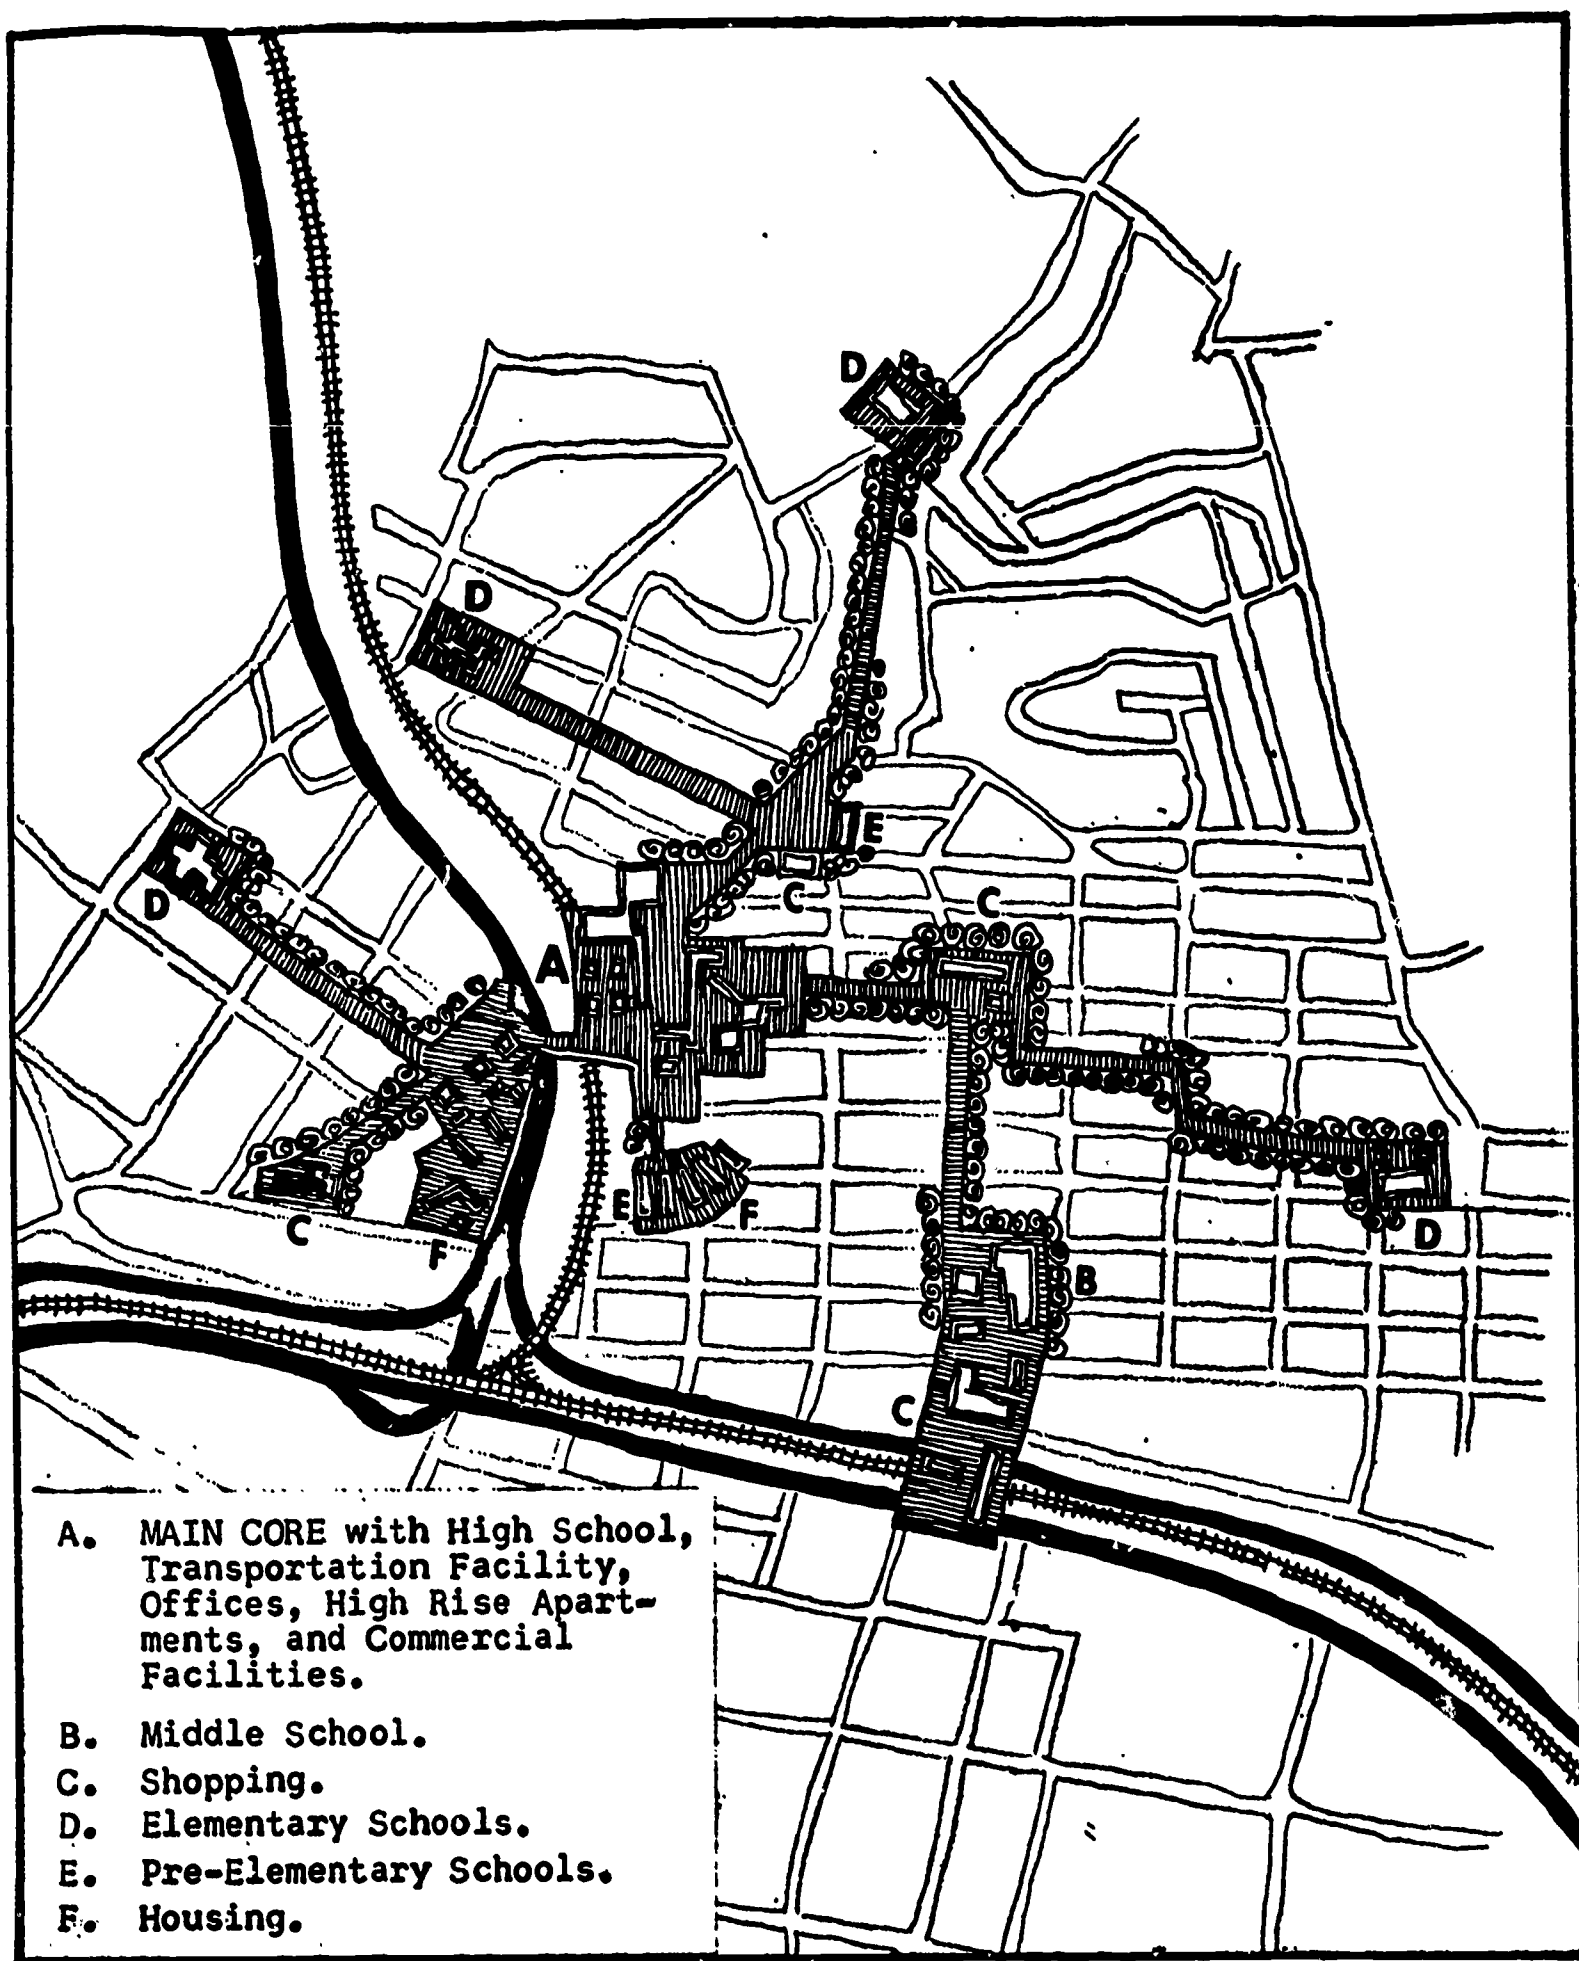 D
D
E
C
C
D
A
E
F
D
C
F
B
C
A. MAIN CORE with High School,
Transportation Facility,
Offices, High Rise Apart-
ments, and Commercial
Facilities.
B. Middle School.
C. Shopping.
D. Elementary Schools.
E. Pre-Elementary Schools.
F. Housing.